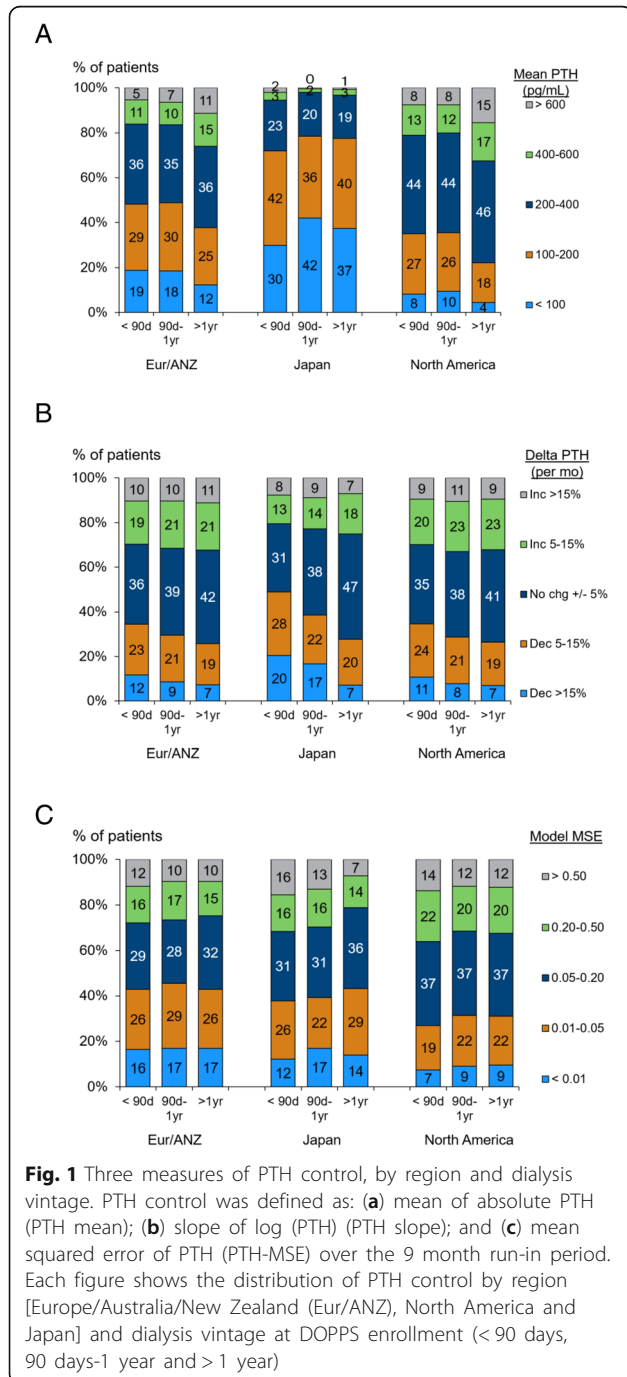 A
% of patients
Mean PTH
(pg/mL)
100%
80%
60%
40%
20%
0%
5 7 11 2 0 1 8 8 15
11 10 15 3 2 3 13 12 17
36 35 36 23 20 19 44 44 46
29 30 25 42 36 40 27 26 18
19 18 12 30 42 37 8 10 4
> 600
400-600
200-400
100-200
< 100
< 90d 90d- >1yr < 90d 90d- >1yr < 90d 90d- >1yr
1yr 1yr 1yr
Eur/ANZ Japan North America
B
% of patients
Delta PTH
(per mo)
100%
80%
60%
40%
20%
0%
10 10 11 8 9 7 9 11 9
19 21 21 13 14 18 20 23 23
36 39 42 31 38 47 35 38 41
23 21 19 28 22 20 24 21 19
12 9 7 20 17 7 11 8 7
Inc >15%
Inc 5-15%
No chg +/- 5%
Dec 5-15%
Dec >15%
< 90d 90d- >1yr < 90d 90d- >1yr < 90d 90d- >1yr
1yr 1yr 1yr
Eur/ANZ Japan North America
C
% of patients
Model MSE
100%
80%
60%
40%
20%
0%
12 10 10 16 13 7 14 12 12
16 17 15 16 16 14 22 20 20
29 28 32 31 31 36 37 37 37
26 29 26 26 22 29 19 22 22
16 17 17 12 17 14 7 9 9
> 0.50
0.20-0.50
0.05-0.20
0.01-0.05
< 0.01
< 90d 90d- >1yr < 90d 90d- >1yr < 90d 90d- >1yr
1yr 1yr 1yr
Eur/ANZ Japan North America
Fig. 1 Three measures of PTH control, by region and dialysis
vintage. PTH control was defined as: (a) mean of absolute PTH
(PTH mean); (b) slope of log (PTH) (PTH slope); and (c) mean
squared error of PTH (PTH-MSE) over the 9 month run-in period.
Each figure shows the distribution of PTH control by region
[Europe/Australia/New Zealand (Eur/ANZ), North America and
Japan] and dialysis vintage at DOPPS enrollment (< 90 days,
90 days-1 year and > 1 year)